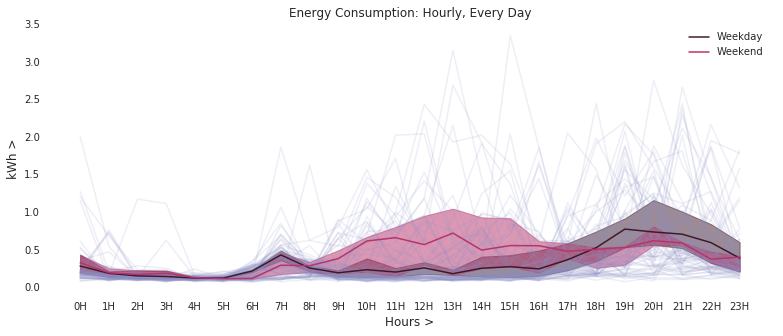 Energy Consumption: Hourly, Every Day
3.5
3.0
2.5
2.0
1.5
1.0
0.5
0.0
kWh >
Weekday
Weekend
0H 1H 2H 3H 4H 5H 6H 7H 8H 9H 10H 11H 12H 13H 14H 15H 16H 17H 18H 19H 20H 21H 22H 23H
Hours >